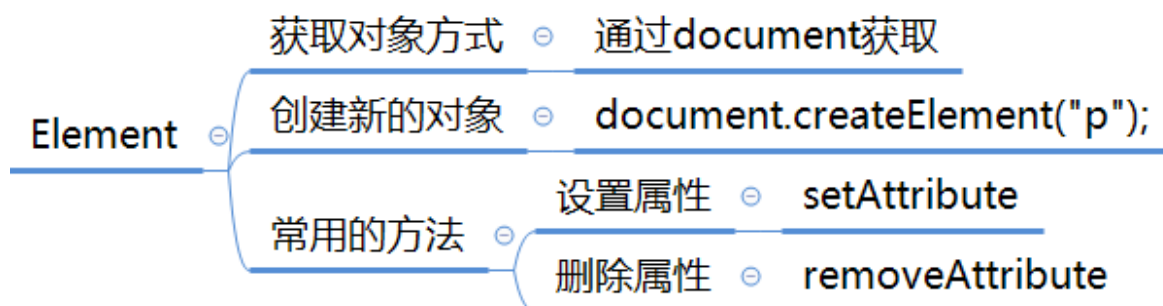 获取对象方式 通过document获取
创建新的对象 document.createElement("p");
Element
设置属性 setAttribute
常用的方法
删除属性 removeAttribute